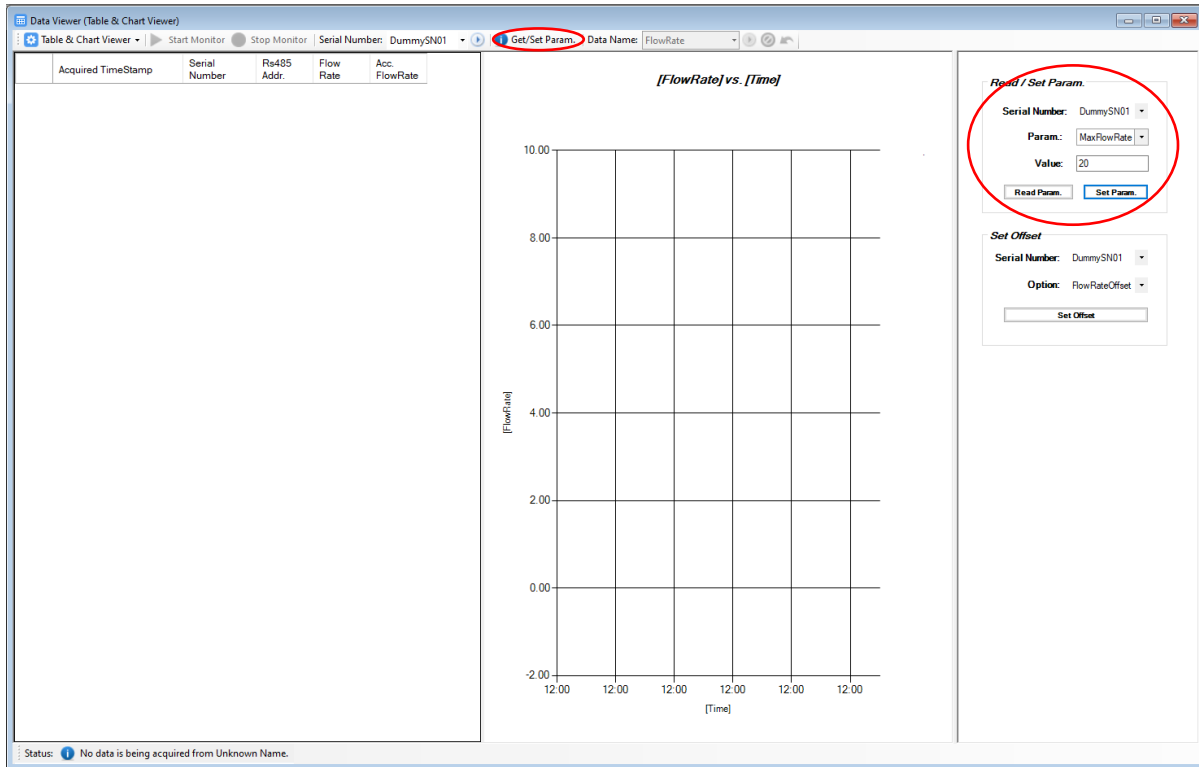 Data Viewer (Table & Chart Viewer)
Table & Chart Viewer Start Monitor Stop Monitor Serial Number: DummySN01 Get/Set Param. Data Name: FlowRate
Acquired TimeStamp Serial Number Rs485 Addr. Flow Rate Acc. FlowRate
[FlowRate] vs. [Time]
10.00
8.00
6.00
4.00
2.00
0.00
-2.00
[FlowRate]
12:00 12:00 12:00 12:00 12:00 12:00
[Time]
Read / Set Param.
Serial Number: DummySN01
Param.: MaxFlowRate
Value: 20
Read Param. Set Param.
Set Offset
Serial Number: DummySN01
Option: FlowRateOffset
Set Offset
Status: No data is being acquired from Unknown Name.